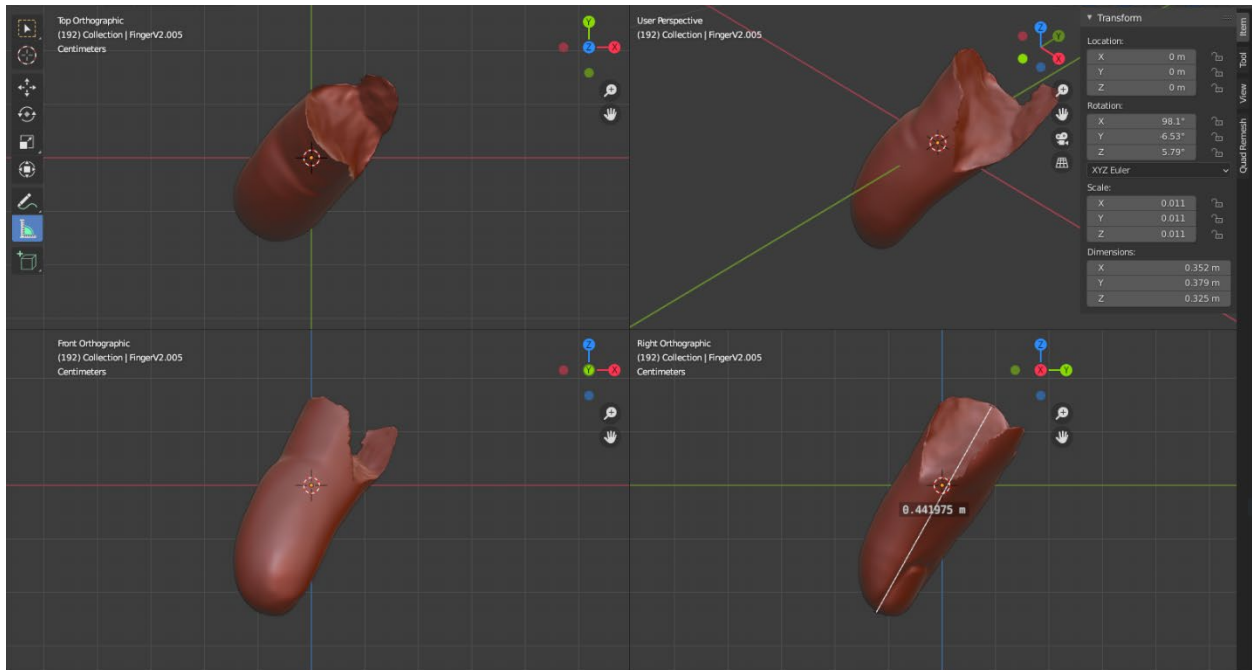 Top Orthographic
(192) Collection | FingerV2.005
Centimeters
Y
Z
X
User Perspective
(192) Collection | FingerV2.005
Z
Y
X
Transform
Location:
X 0 m
Y 0 m
Z 0 m
Rotation:
X 98.1°
Y -6.53°
Z 5.79°
XYZ Euler
Scale:
X 0.011
Y 0.011
Z 0.011
Dimensions:
X 0.352 m
Y 0.379 m
Z 0.325 m
Item
Tool
View
Quad Remesh
Front Orthographic
(192) Collection | FingerV2.005
Centimeters
Z
Y
X
Right Orthographic
(192) Collection | FingerV2.005
Centimeters
Z
X
Y
0.441975 m